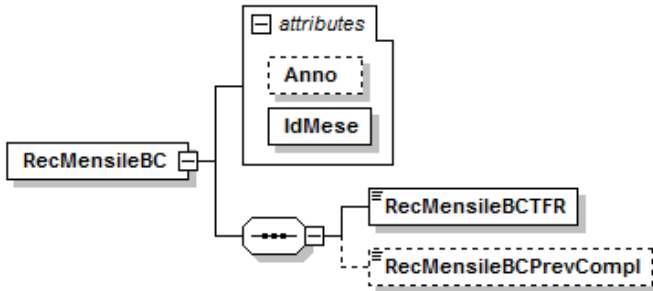 attributes
Anno
IdMese
RecMensileBC
RecMensileBCTFR
RecMensileBCPrevCompl